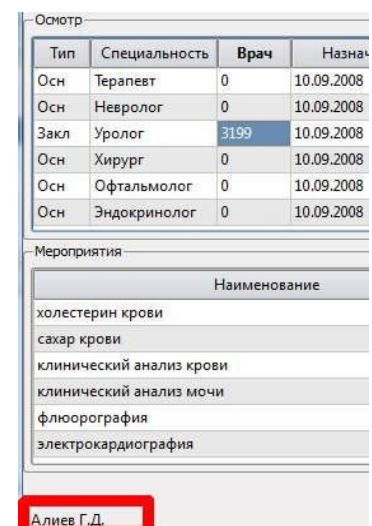 Осмотр
Тип Специальность Врач Назнач
Осн Терапевт 0 10.09.2008
Осн Невролог 0 10.09.2008
Закл Уролог 3199 10.09.2008
Осн Хирург 0 10.09.2008
Осн Офтальмолог 0 10.09.2008
Осн Эндокринолог 0 10.09.2008
Мероприятия
Наименование
холестерин крови
сахар крови
клинический анализ крови
клинический анализ мочи
флюорография
электрокардиография
Алиев Г.Д.